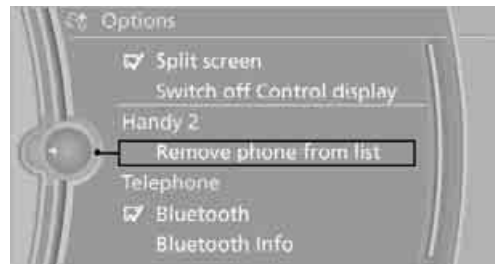 Options
Split screen
Switch off Control display
Handy 2
Remove phone from list
Telephone
Bluetooth
Bluetooth Info